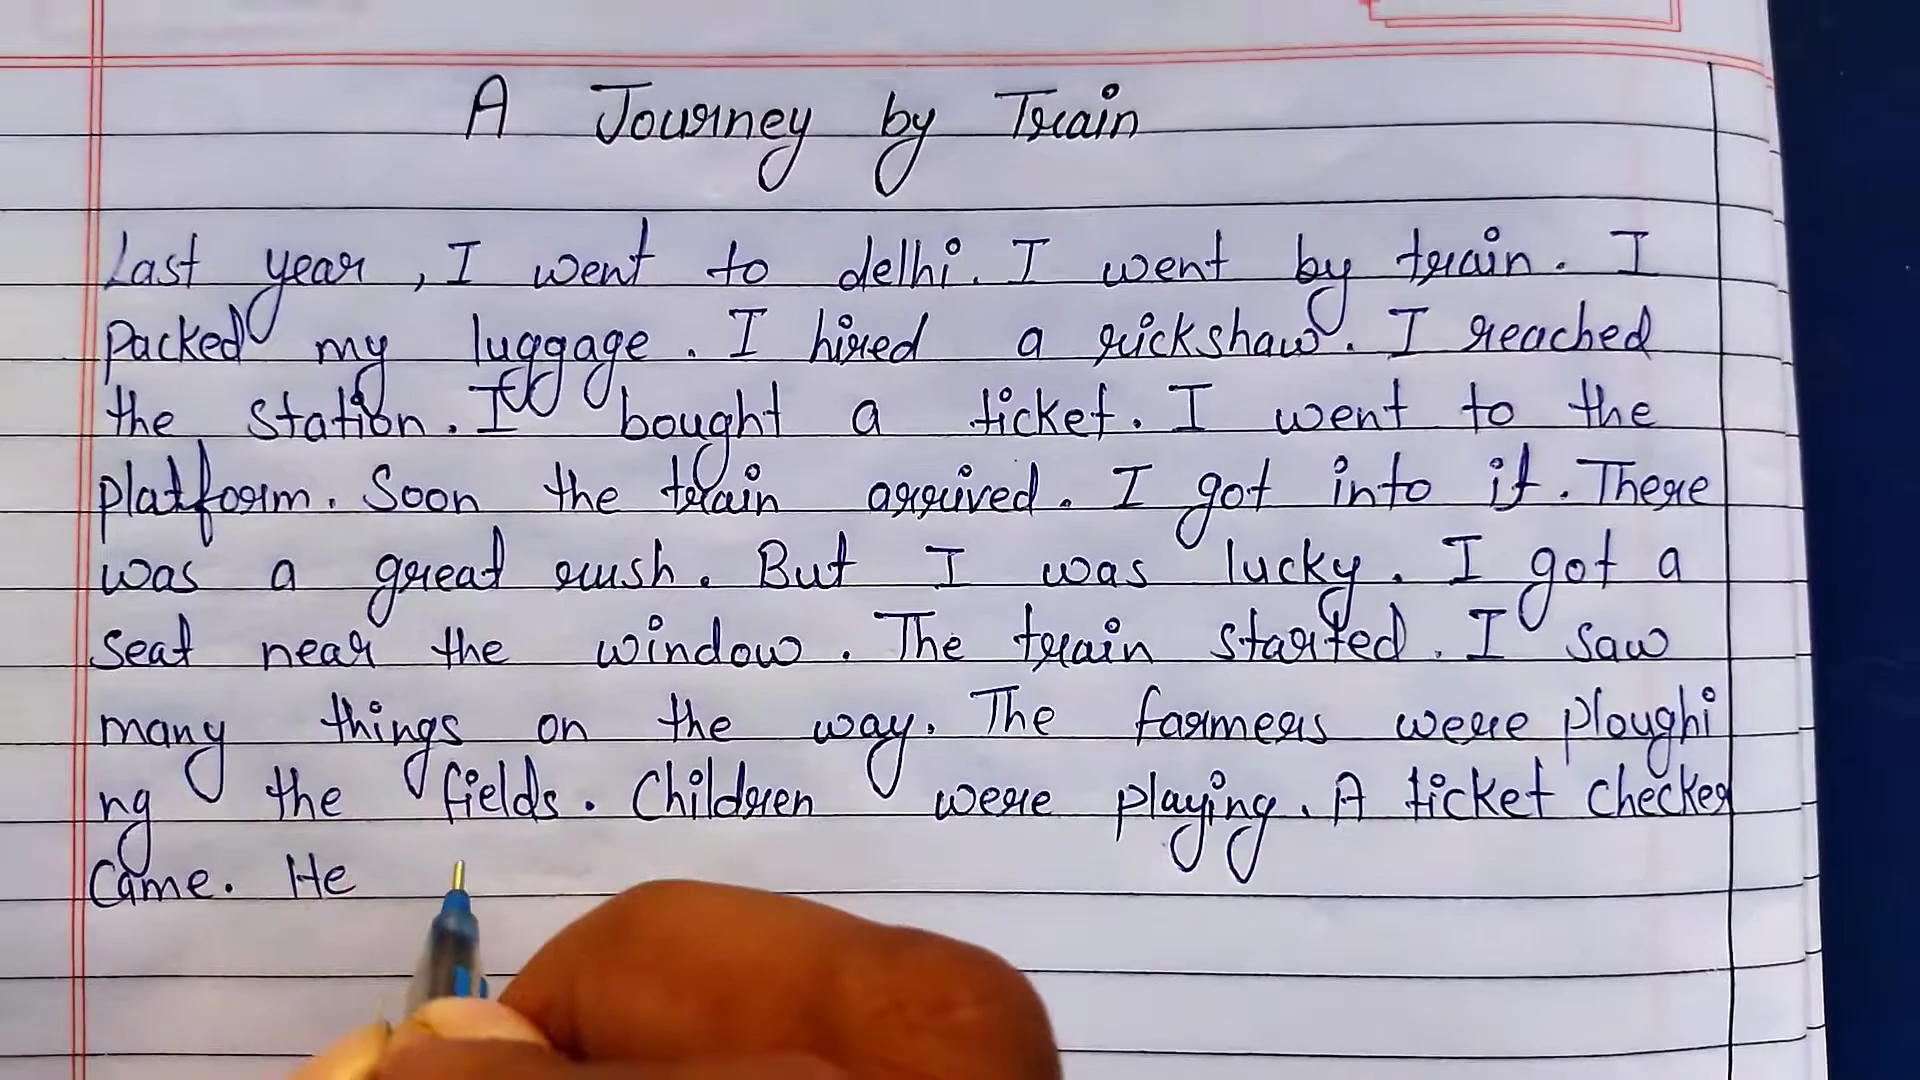 A Journey by Train
Last year, I went to delhi. I went by train. I
packed my luggage. I hired a rickshaw. I reached
the station. I bought a ticket. I went to the
platform. Soon the train arrived. I got into it. There
was a great rush. But I was lucky. I got a
seat near the window. The train started. I saw
many things on the way. The farmers were ploughi
ng the fields. Children were playing. A ticket checker
came. He